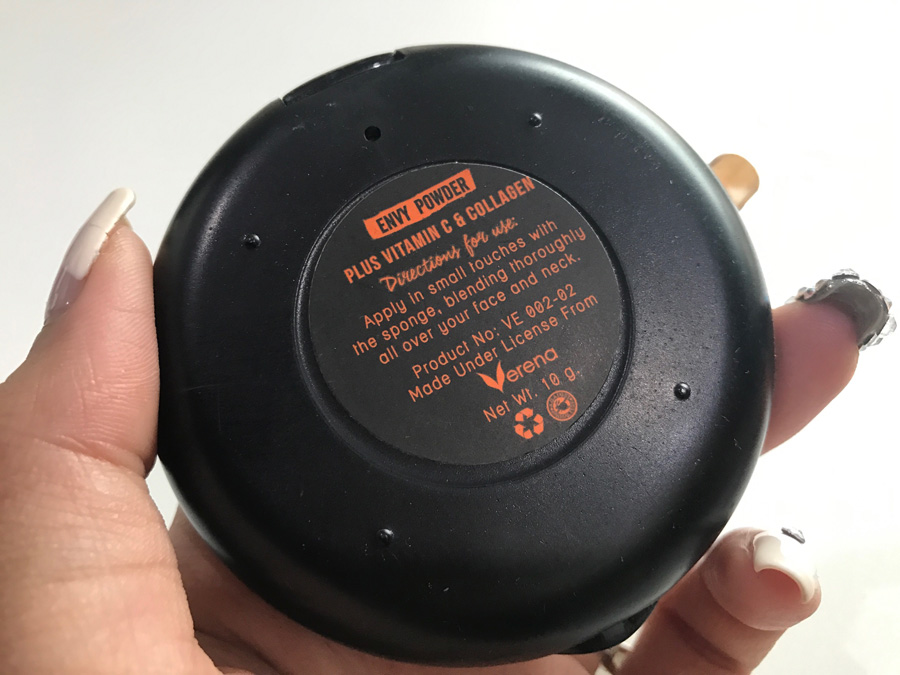 ENVY POWDER
PLUS VITAMIN C & COLLAGEN
Directions for use:
Apply in small touches with
the sponge, blending thoroughly
all over your face and neck.
Product No: VE 002-02
Made Under License From
Verena
Net Wt. 10 g.